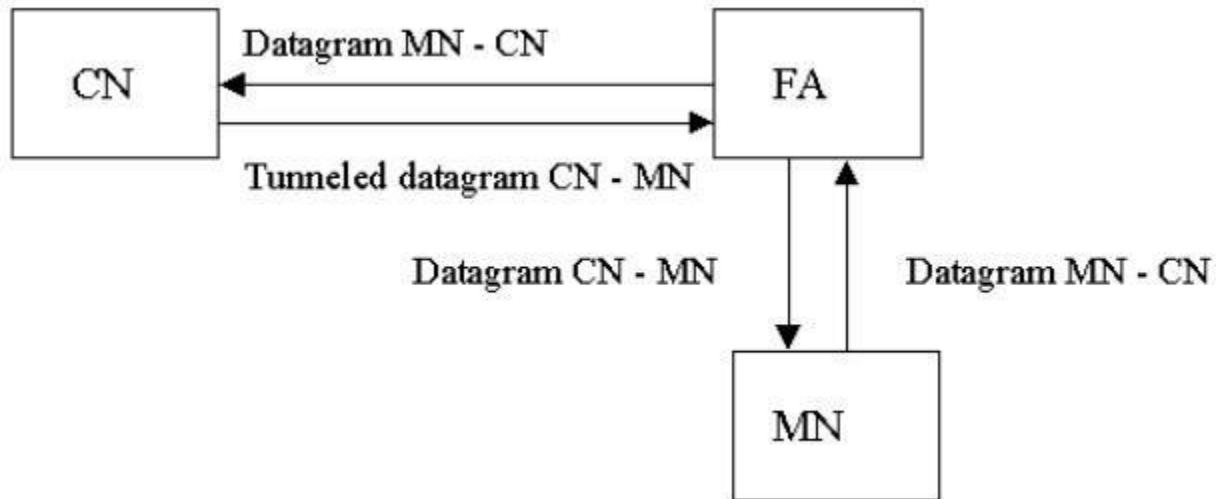 Datagram MN - CN
CN
FA
Tunneled datagram CN - MN
Datagram CN - MN
Datagram MN - CN
MN